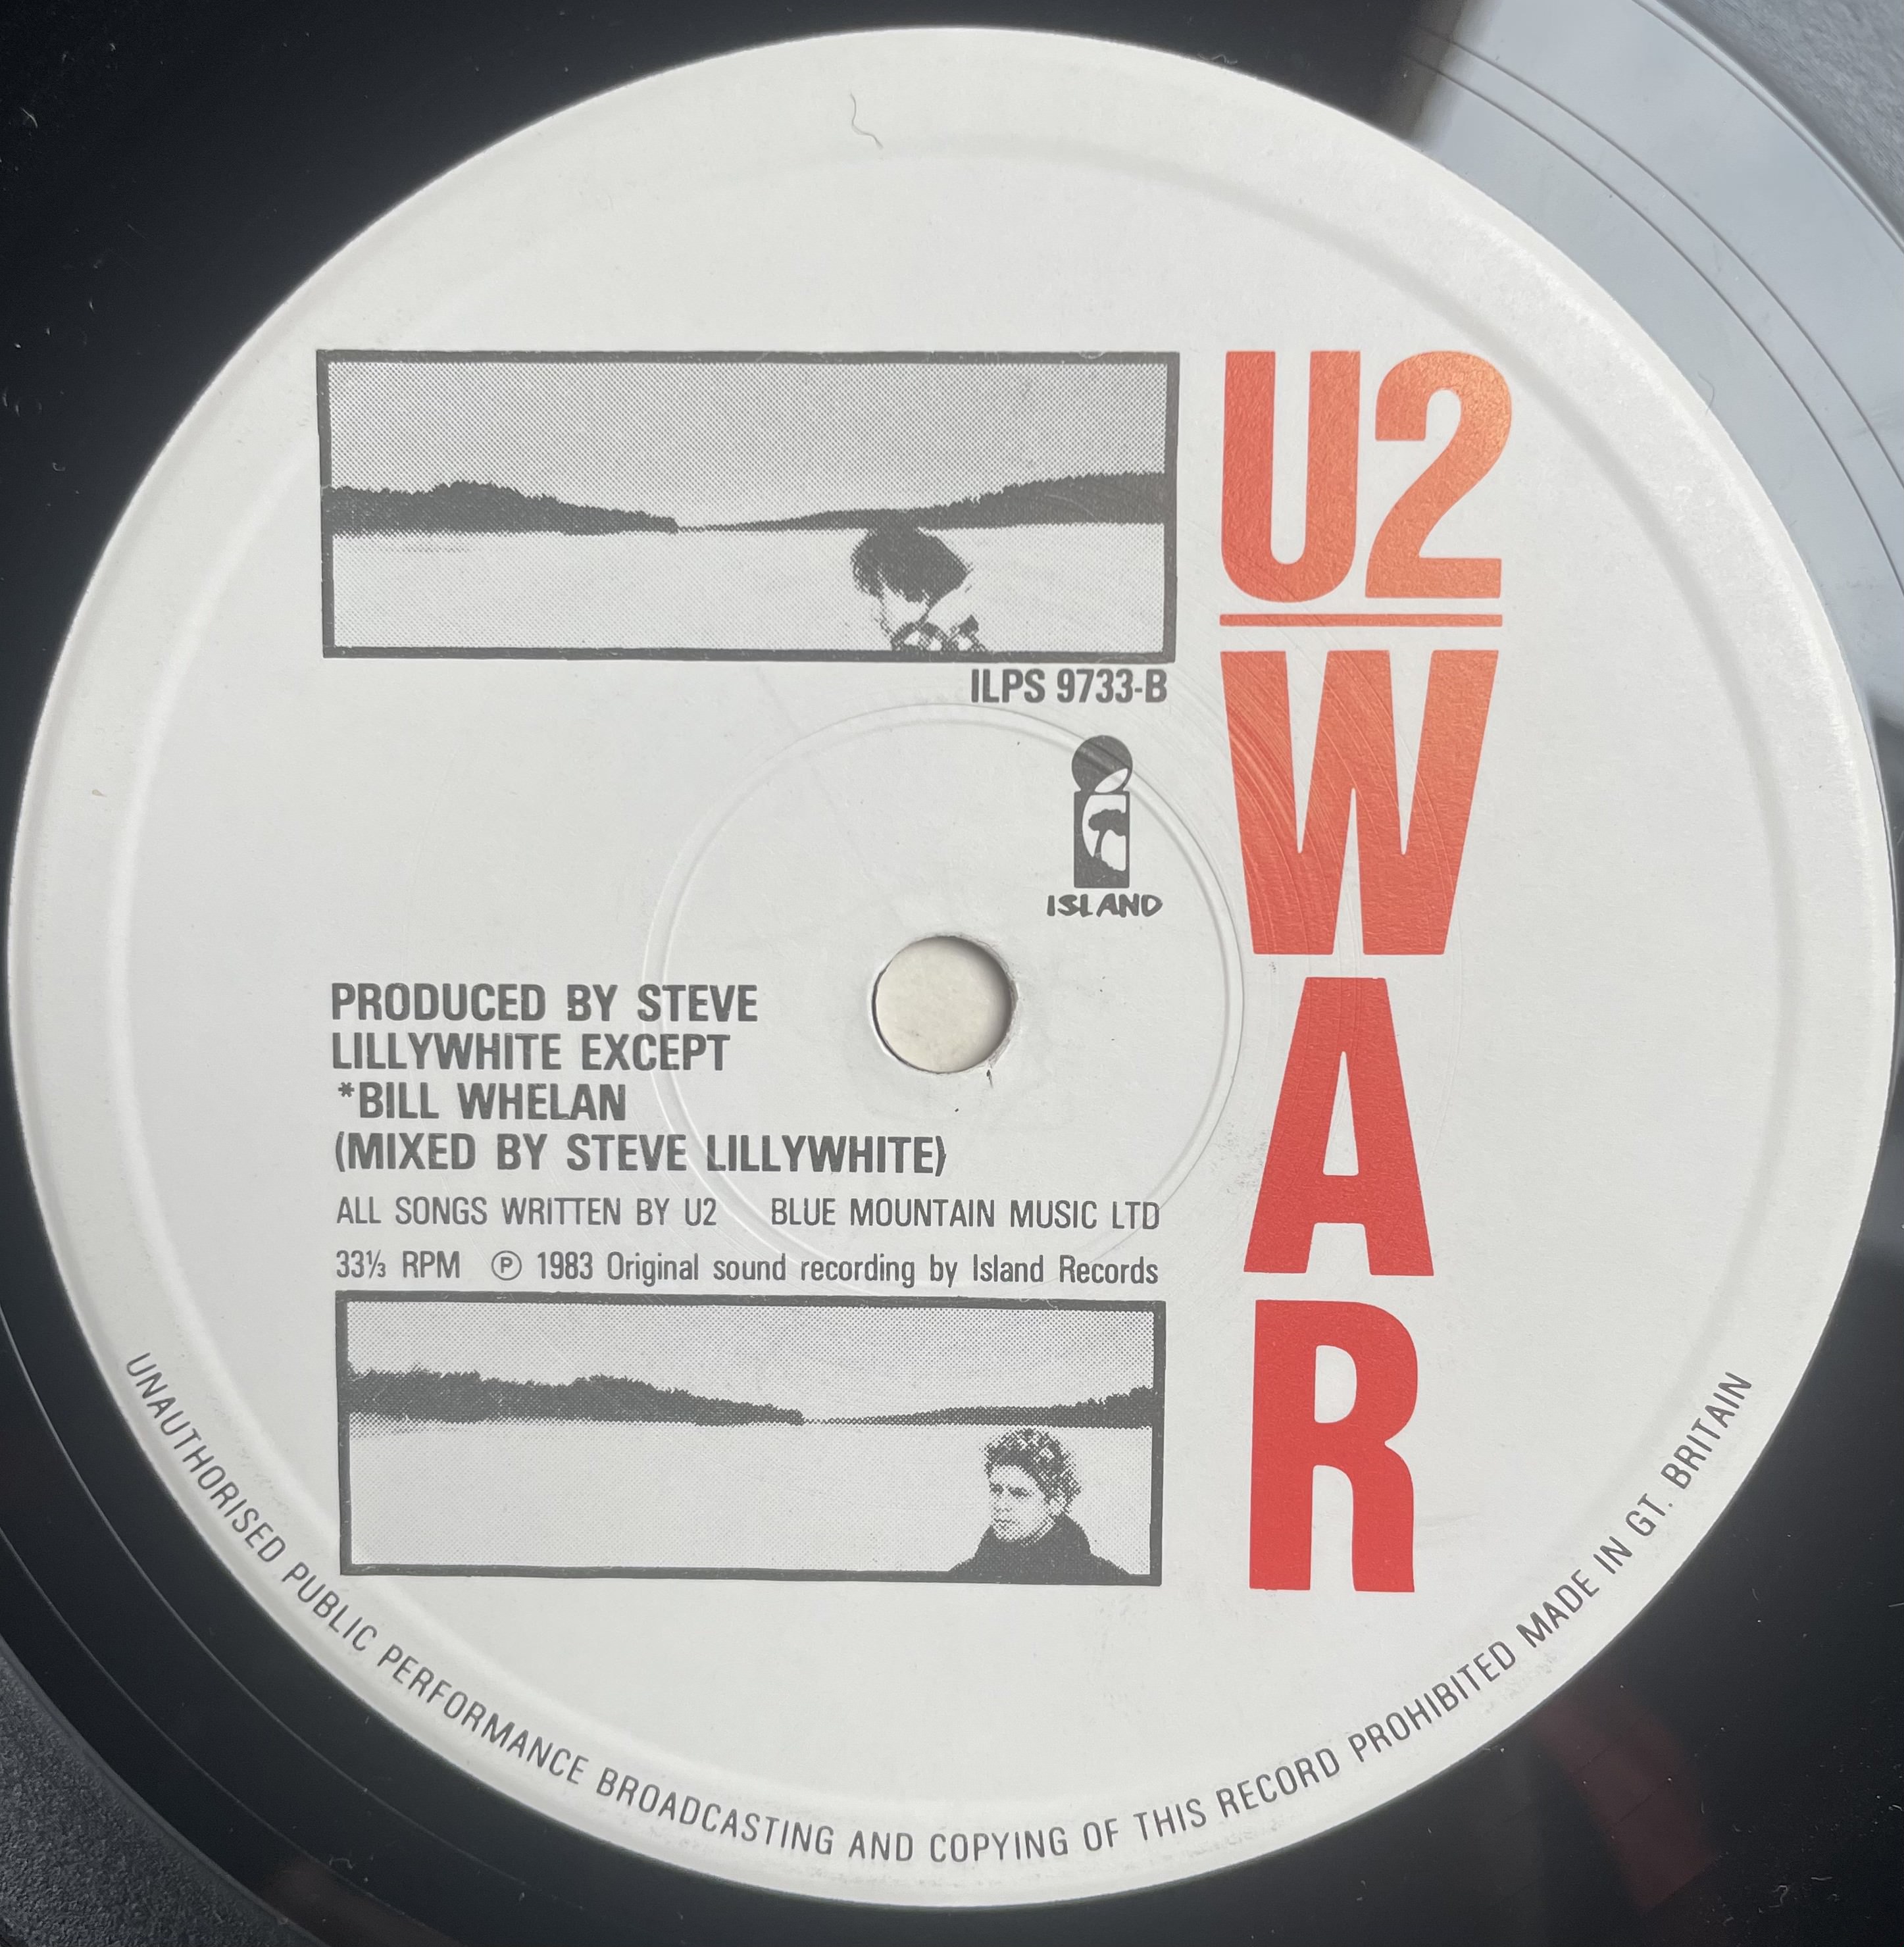 U2
WAR
ILPS 9733-B
ISLAND
PRODUCED BY STEVE
LILLYWHITE EXCEPT
*BILL WHELAN
(MIXED BY STEVE LILLYWHITE)
ALL SONGS WRITTEN BY U2 BLUE MOUNTAIN MUSIC LTD
33⅓ RPM Ⓟ 1983 Original sound recording by Island Records
UNAUTHORISED PUBLIC PERFORMANCE BROADCASTING AND COPYING OF THIS RECORD PROHIBITED MADE IN GT. BRITAIN